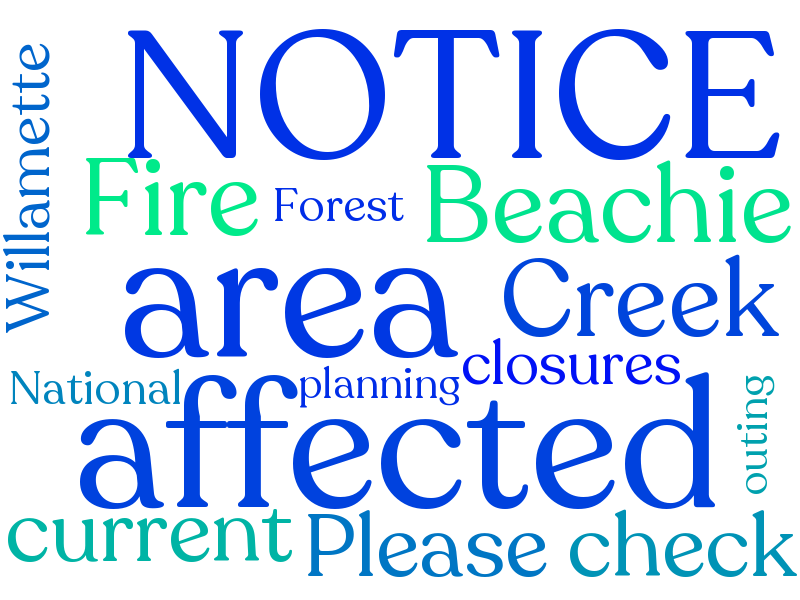 NOTICE
Willamette
Fire Forest Beachie
area Creek
closures
National planning
affected
outing
current Please check